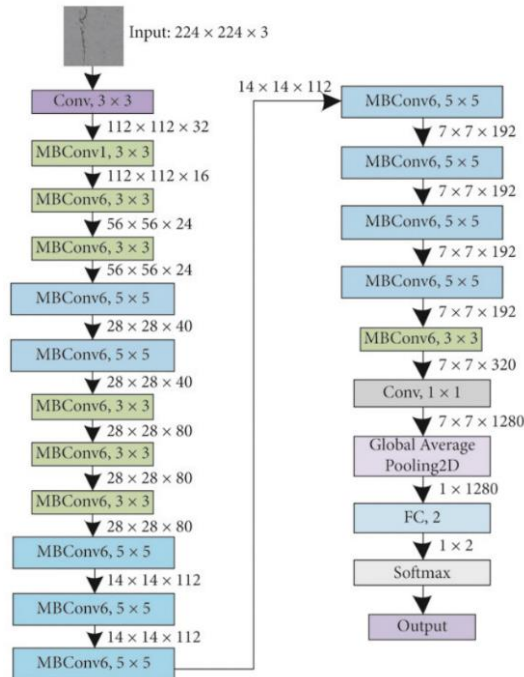 Input: 224 × 224 × 3
Conv, 3 × 3
112 × 112 × 32
MBConv1, 3 × 3
112 × 112 × 16
MBConv6, 3 × 3
56 × 56 × 24
MBConv6, 3 × 3
56 × 56 × 24
MBConv6, 5 × 5
28 × 28 × 40
MBConv6, 5 × 5
28 × 28 × 40
MBConv6, 3 × 3
28 × 28 × 80
MBConv6, 3 × 3
28 × 28 × 80
MBConv6, 3 × 3
28 × 28 × 80
MBConv6, 5 × 5
14 × 14 × 112
MBConv6, 5 × 5
14 × 14 × 112
MBConv6, 5 × 5
14 × 14 × 112
MBConv6, 5 × 5
7 × 7 × 192
MBConv6, 5 × 5
7 × 7 × 192
MBConv6, 5 × 5
7 × 7 × 192
MBConv6, 5 × 5
7 × 7 × 192
MBConv6, 3 × 3
7 × 7 × 320
Conv, 1 × 1
7 × 7 × 1280
Global Average
Pooling2D
1 × 1280
FC, 2
1 × 2
Softmax
Output